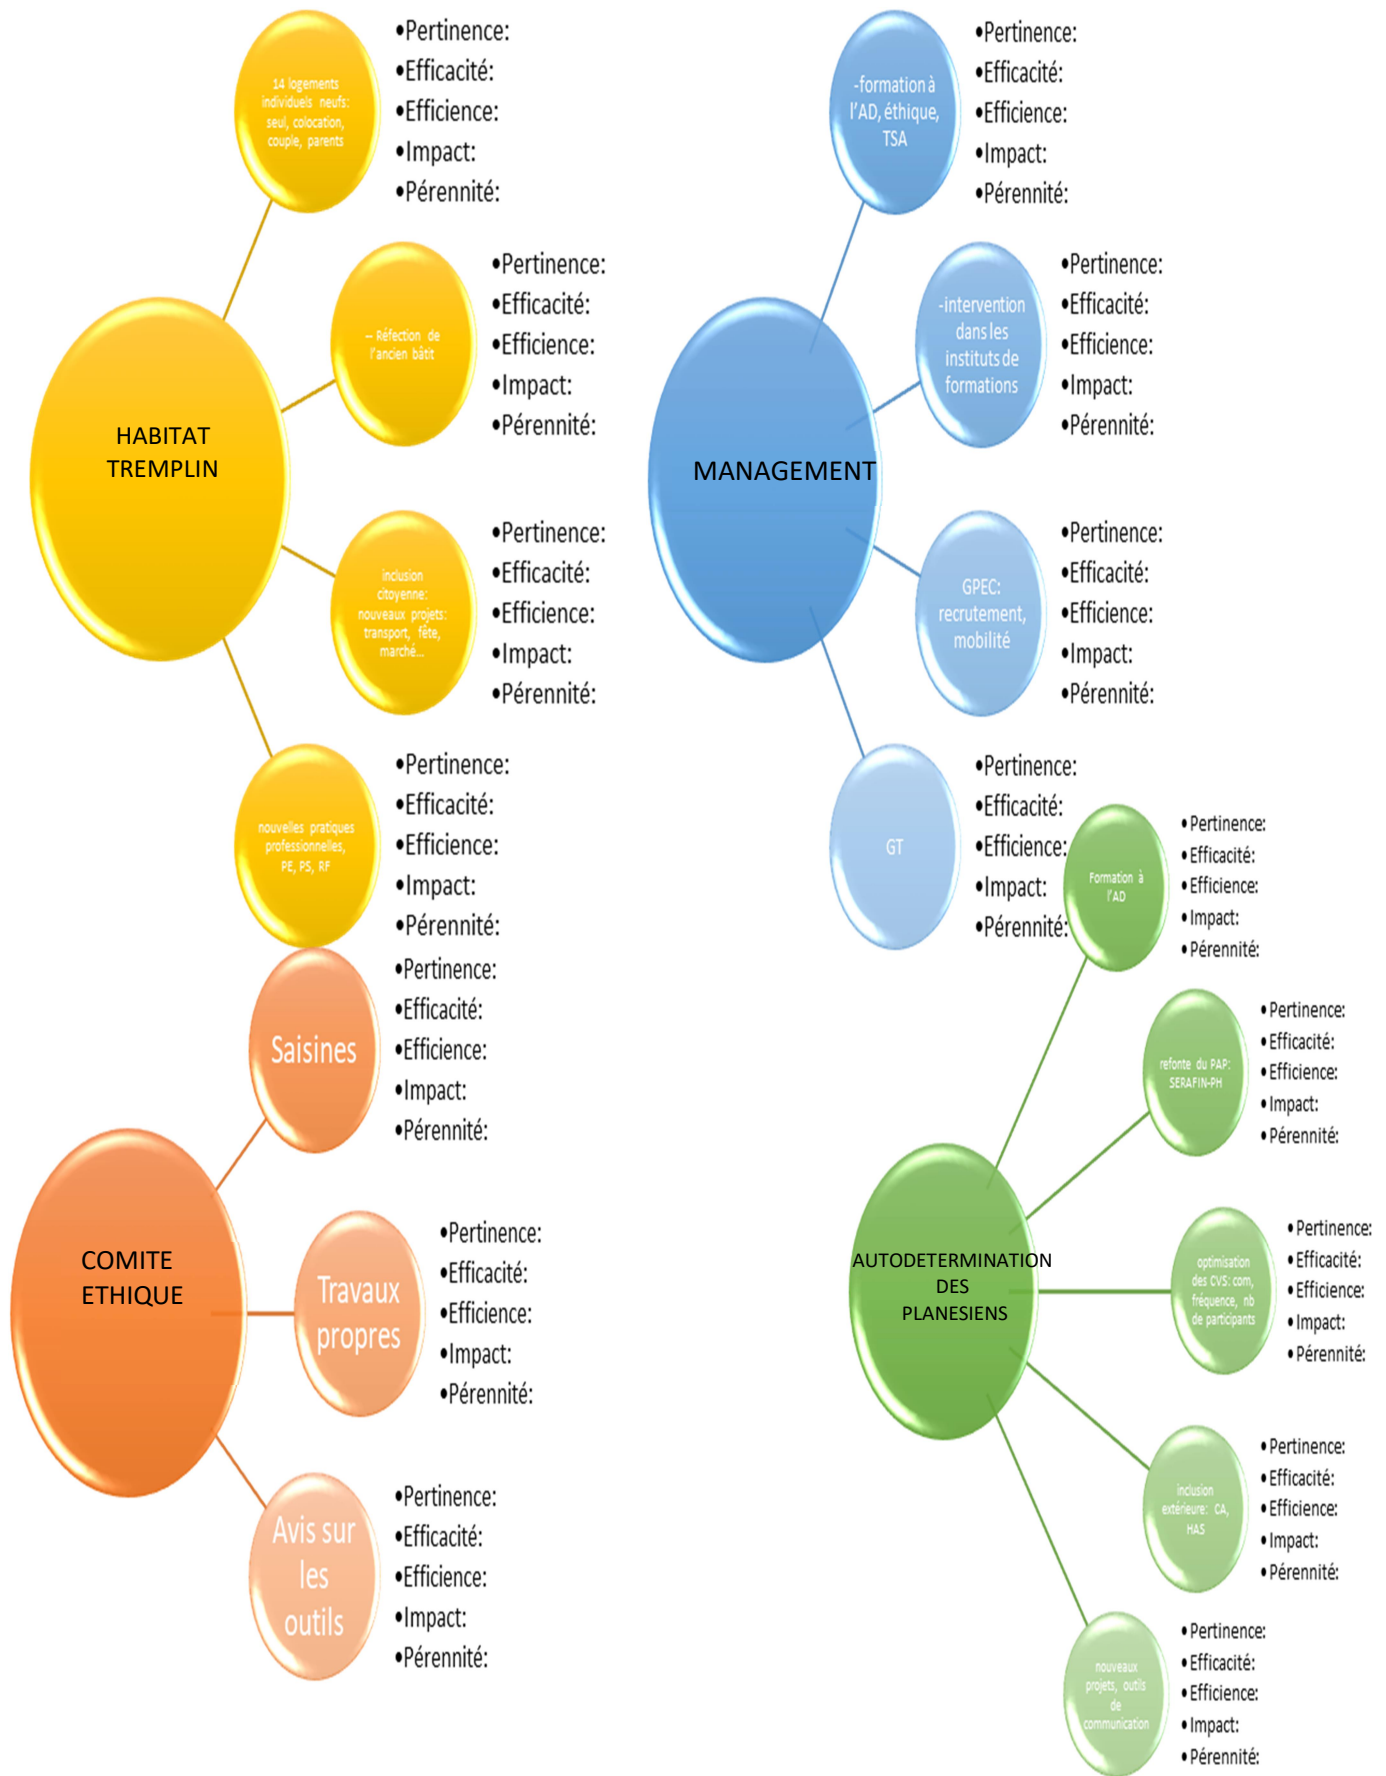 14 logements
individuels neufs:
seul, colocation,
couple, parents
•Pertinence:
•Efficacité:
•Efficience:
•Impact:
•Pérennité:
— Réfection de
l'ancien bâtit
•Pertinence:
•Efficacité:
•Efficience:
•Impact:
•Pérennité:
HABITAT
TREMPLIN
inclusion
citoyenne:
nouveaux projets:
transport, fête,
marché...
•Pertinence:
•Efficacité:
•Efficience:
•Impact:
•Pérennité:
nouvelles pratiques
professionnelles,
PE, PS, RF
•Pertinence:
•Efficacité:
•Efficience:
•Impact:
•Pérennité:
-formation à
l'AD, éthique,
TSA
•Pertinence:
•Efficacité:
•Efficience:
•Impact:
•Pérennité:
-intervention
dans les
instituts de
formations
•Pertinence:
•Efficacité:
•Efficience:
•Impact:
•Pérennité:
MANAGEMENT
GPEC:
recrutement,
mobilité
•Pertinence:
•Efficacité:
•Efficience:
•Impact:
•Pérennité:
GT
•Pertinence:
•Efficacité:
•Efficience:
•Impact:
•Pérennité:
Saisines
•Pertinence:
•Efficacité:
•Efficience:
•Impact:
•Pérennité:
COMITE
ETHIQUE
Travaux
propres
•Pertinence:
•Efficacité:
•Efficience:
•Impact:
•Pérennité:
Avis sur
les
outils
•Pertinence:
•Efficacité:
•Efficience:
•Impact:
•Pérennité:
Formation à
l'AD
• Pertinence:
• Efficacité:
• Efficience:
• Impact:
• Pérennité:
refonte du PAP:
SERAFIN-PH
• Pertinence:
• Efficacité:
• Efficience:
• Impact:
• Pérennité:
AUTODETERMINATION
DES
PLANESIENS
optimisation
des CVS: com,
fréquence, nb
de participants
• Pertinence:
• Efficacité:
• Efficience:
• Impact:
• Pérennité:
inclusion
extérieure: CA,
HAS
• Pertinence:
• Efficacité:
• Efficience:
• Impact:
• Pérennité:
nouveaux
projets, outils
de
communication
• Pertinence:
• Efficacité:
• Efficience:
• Impact:
• Pérennité: